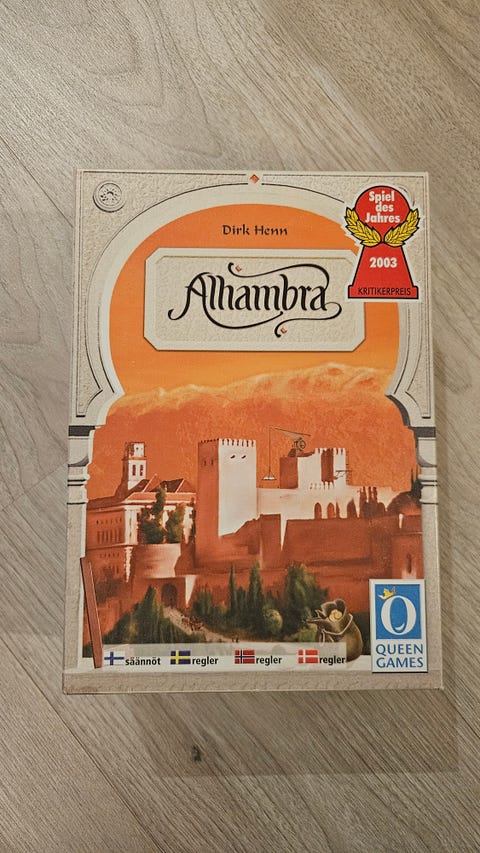 Spiel
des
Jahres
2003
KRITIKERPREIS
Dirk Henn
Alhambra
säännöt regler regler regler
QUEEN
GAMES